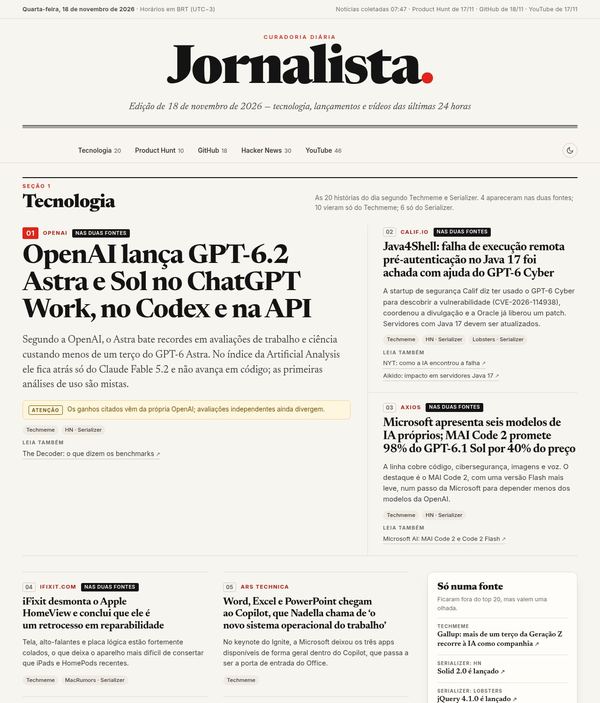 Quarta-feira, 18 de novembro de 2026 · Horários em BRT (UTC−3)
Notícias coletadas 07:47 · Product Hunt de 17/11 · GitHub de 18/11 · YouTube de 17/11
CURADORIA DIÁRIA
Jornalista.
Edição de 18 de novembro de 2026 — tecnologia, lançamentos e vídeos das últimas 24 horas
Tecnologia 20
Product Hunt 10
GitHub 18
Hacker News 30
YouTube 46
SEÇÃO 1
Tecnologia
As 20 histórias do dia segundo Techmeme e Serializer. 4 apareceram nas duas fontes;
10 vieram só do Techmeme; 6 só do Serializer.
01 OPENAI NAS DUAS FONTES
OpenAI lança GPT-6.2
Astra e Sol no ChatGPT
Work, no Codex e na API
Segundo a OpenAI, o Astra bate recordes em avaliações de trabalho e ciência
custando menos de um terço do GPT-6 Astra. No índice da Artificial Analysis
ele fica atrás só do Claude Fable 5.2 e não avança em código; as primeiras
análises de uso são mistas.
ATENÇÃO Os ganhos citados vêm da própria OpenAI; avaliações independentes ainda divergem.
Techmeme HN · Serializer
LEIA TAMBÉM
The Decoder: o que dizem os benchmarks ↗
02 CALIF.IO NAS DUAS FONTES
Java4Shell: falha de execução remota
pré-autenticação no Java 17 foi
achada com ajuda do GPT-6 Cyber
A startup de segurança Calif diz ter usado o GPT-6 Cyber
para descobrir a vulnerabilidade (CVE-2026-114938),
coordenou a divulgação e a Oracle já liberou um patch.
Servidores com Java 17 devem ser atualizados.
Techmeme HN · Serializer Lobsters · Serializer
LEIA TAMBÉM
NYT: como a IA encontrou a falha ↗
Aikido: impacto em servidores Java 17 ↗
03 AXIOS NAS DUAS FONTES
Microsoft apresenta seis modelos de
IA próprios; MAI Code 2 promete
98% do GPT-6.1 Sol por 40% do preço
A linha cobre código, cibersegurança, imagens e voz. O
destaque é o MAI Code 2, com uma versão Flash mais
leve, num passo da Microsoft para depender menos dos
modelos da OpenAI.
Techmeme HN · Serializer
LEIA TAMBÉM
Microsoft AI: MAI Code 2 e Code 2 Flash ↗
04 IFIXIT.COM NAS DUAS FONTES
iFixit desmonta o Apple
HomeView e conclui que ele é
um retrocesso em reparabilidade
Tela, alto-falantes e placa lógica estão fortemente
colados, o que deixa o aparelho mais difícil de consertar
que iPads e HomePods recentes.
Techmeme MacRumors · Serializer
05 ARS TECHNICA
Word, Excel e PowerPoint chegam
ao Copilot, que Nadella chama de ‘o
novo sistema operacional do trabalho’
No keynote do Ignite, a Microsoft deixou os três apps
disponíveis de forma geral dentro do Copilot, que passa a
ser a porta de entrada do Office.
Techmeme
Só numa fonte
Ficaram fora do top 20, mas valem uma
olhada.
TECHMEME
Gallup: mais de um terço da Geração Z
recorre à IA como companhia ↗
SERIALIZER: HN
Solid 2.0 é lançado ↗
SERIALIZER: LOBSTERS
jQuery 4.1.0 é lançado ↗